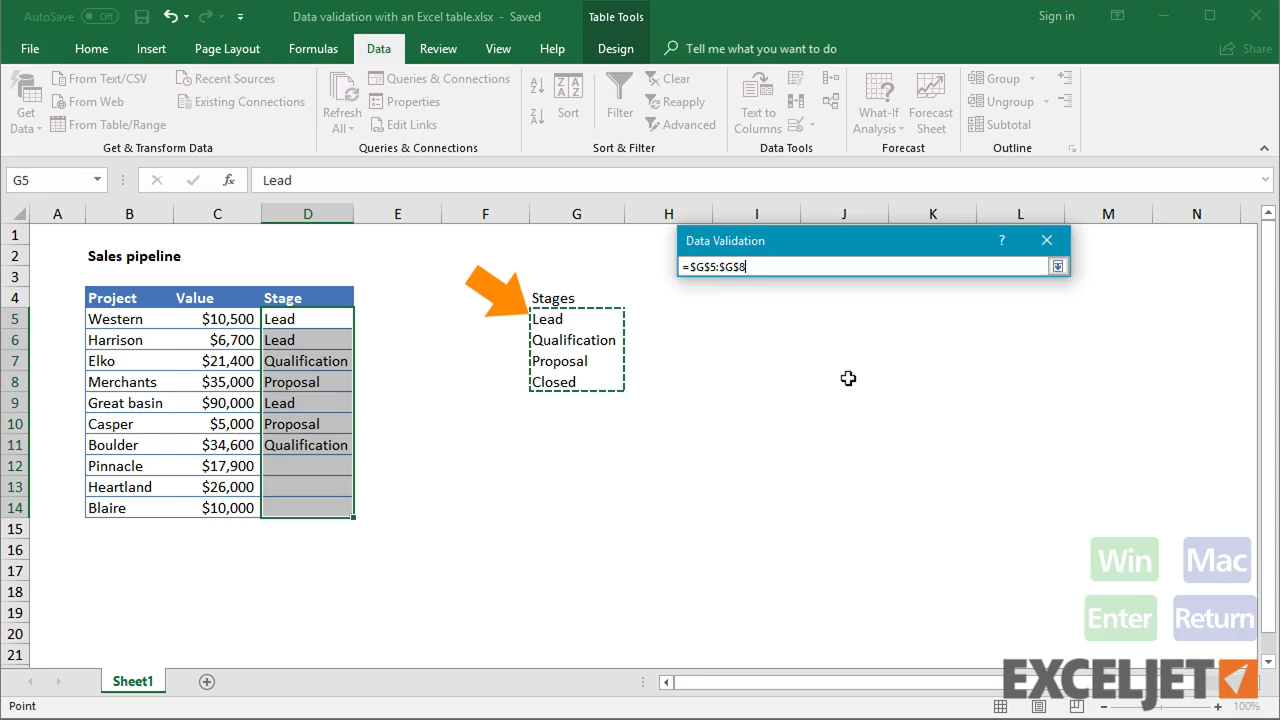 AutoSave Off Data validation with an Excel table.xlsx - Saved Table Tools Sign in
File Home Insert Page Layout Formulas Data Review View Help Design Tell me what you want to do Share
From Text/CSV Recent Sources Queries & Connections Clear Group
From Web Existing Connections Properties Reapply Ungroup
From Table/Range Edit Links Advanced Subtotal
Get Data Refresh All Sort Filter Text to Columns What-If Analysis Forecast Sheet
Get & Transform Data Queries & Connections Sort & Filter Data Tools Forecast Outline
G5 fx Lead
A B C D E F G H I J K L M N
Data Validation ?
=$G$5:$G$8
1
2 Sales pipeline
3
4 Project Value Stage Stages
5 Western $10,500 Lead Lead
6 Harrison $6,700 Lead Qualification
7 Elko $21,400 Qualification Proposal
8 Merchants $35,000 Proposal Closed
9 Great basin $90,000 Lead
10 Casper $5,000 Proposal
11 Boulder $34,600 Qualification
12 Pinnacle $17,900
13 Heartland $26,000
14 Blaire $10,000
15
16
17
18
19
20
21
Win Mac
Enter Return
EXCELJET
Sheet1
Point 100%